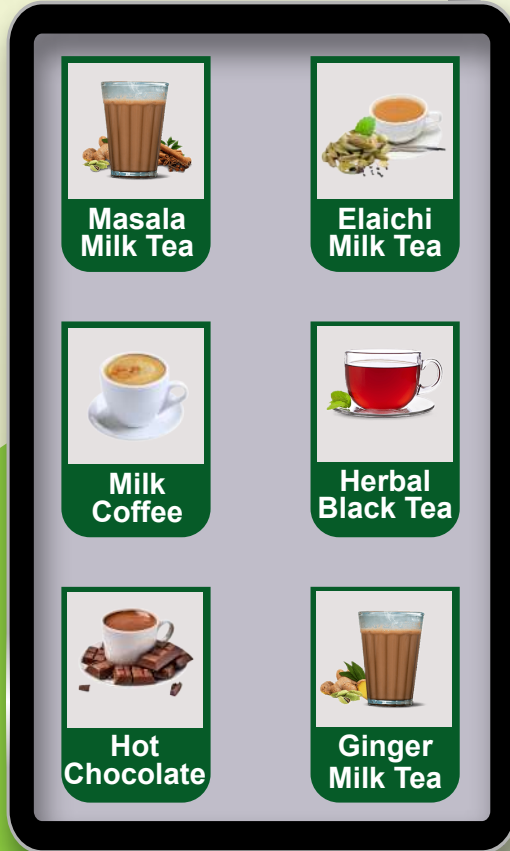 Masala
Milk Tea
Elaichi
Milk Tea
Milk
Coffee
Herbal
Black Tea
Hot
Chocolate
Ginger
Milk Tea